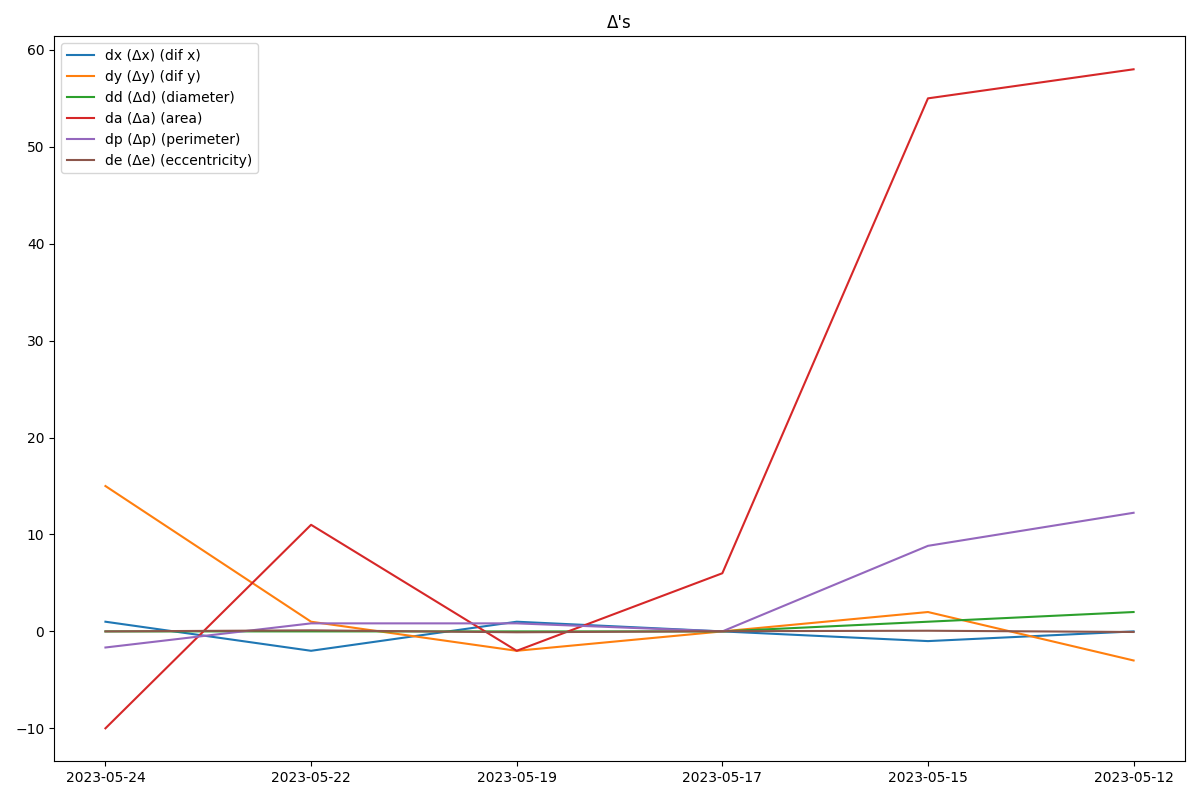 Δ's
dx (Δx) (dif x)
dy (Δy) (dif y)
dd (Δd) (diameter)
da (Δa) (area)
dp (Δp) (perimeter)
de (Δe) (eccentricity)
60
50
40
30
20
10
0
−10
2023-05-24 2023-05-22 2023-05-19 2023-05-17 2023-05-15 2023-05-12